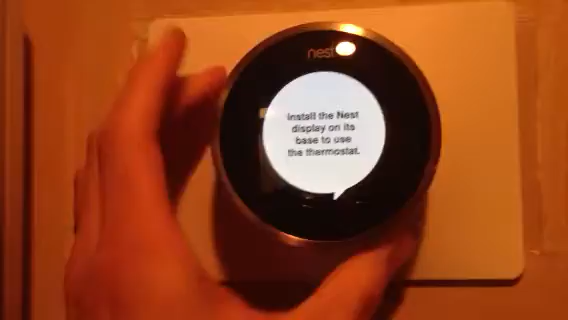 nest
Install the Nest
display on its
base to use
the thermostat.